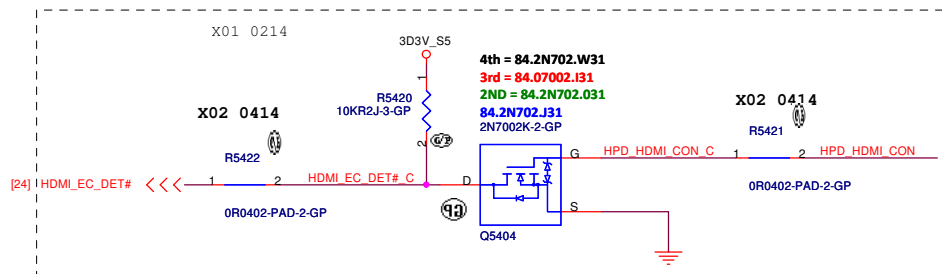 X01 0214
3D3V_S5
4th = 84.2N702.W31
3rd = 84.07002.I31
2ND = 84.2N702.031
84.2N702.J31
2N7002K-2-GP
1
R5420
10KR2J-3-GP
2
X02 0414
R5422
X02 0414
R5421
G
HPD_HDMI_CON_C
1
2
HPD_HDMI_CON
[24] HDMI_EC_DET#
1
2
HDMI_EC_DET#_C
D
S
0R0402-PAD-2-GP
0R0402-PAD-2-GP
Q5404